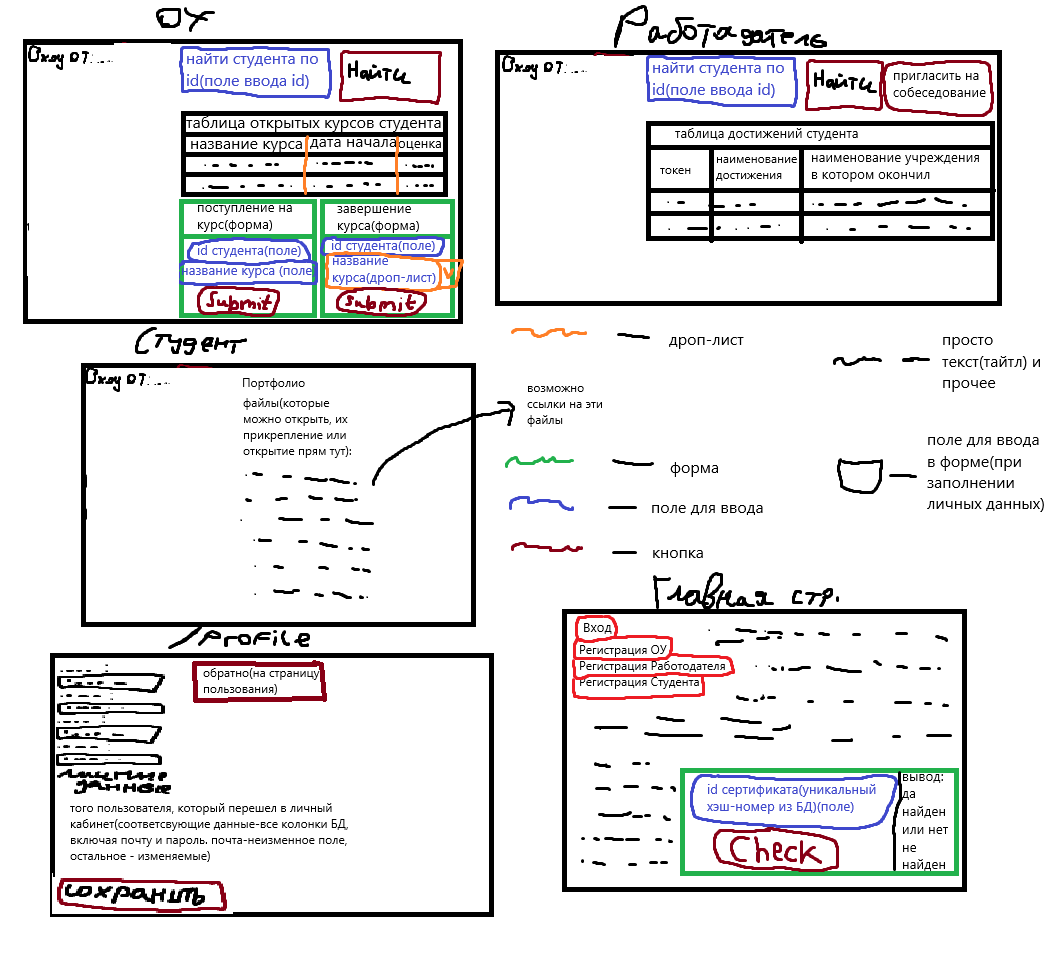 ОУ
Вход от:....
найти студента по
id(поле ввода id)
Найти
таблица открытых курсов студента
название курса
дата начала
оценка
поступление на
курс(форма)
id студента(поле)
название курса (поле
Submit
завершение
курса(форма)
id студента(поле)
название
курса(дроп-лист)
Submit
Работодатель
Вход от:....
найти студента по
id(поле ввода id)
Найти
пригласить на
собеседование
таблица достижений студента
токен
наименование
достижения
наименование учреждения
в котором окончил
Студент
Вход от:....
Портфолио
файлы(которые
можно открыть, их
прикрепление или
открытие прям тут):
возможно
ссылки на эти
файлы
дроп-лист
форма
поле для ввода
кнопка
просто
текст(тайтл) и
прочее
поле для ввода
в форме(при
заполнении
личных данных)
/Profile
обратно(на страницу
пользования)
личные
данные
того пользователя, который перешел в личный
кабинет(соответсвующие данные-все колонки БД,
включая почту и пароль. почта-неизменное поле,
остальное - изменяемые)
сохранить
Главная стр.
Вход
Регистрация ОУ
Регистрация Работодателя
Регистрация Студента
id сертификата(уникальный
хэш-номер из БД)(поле)
Check
вывод:
да
найден
или нет
не
найден